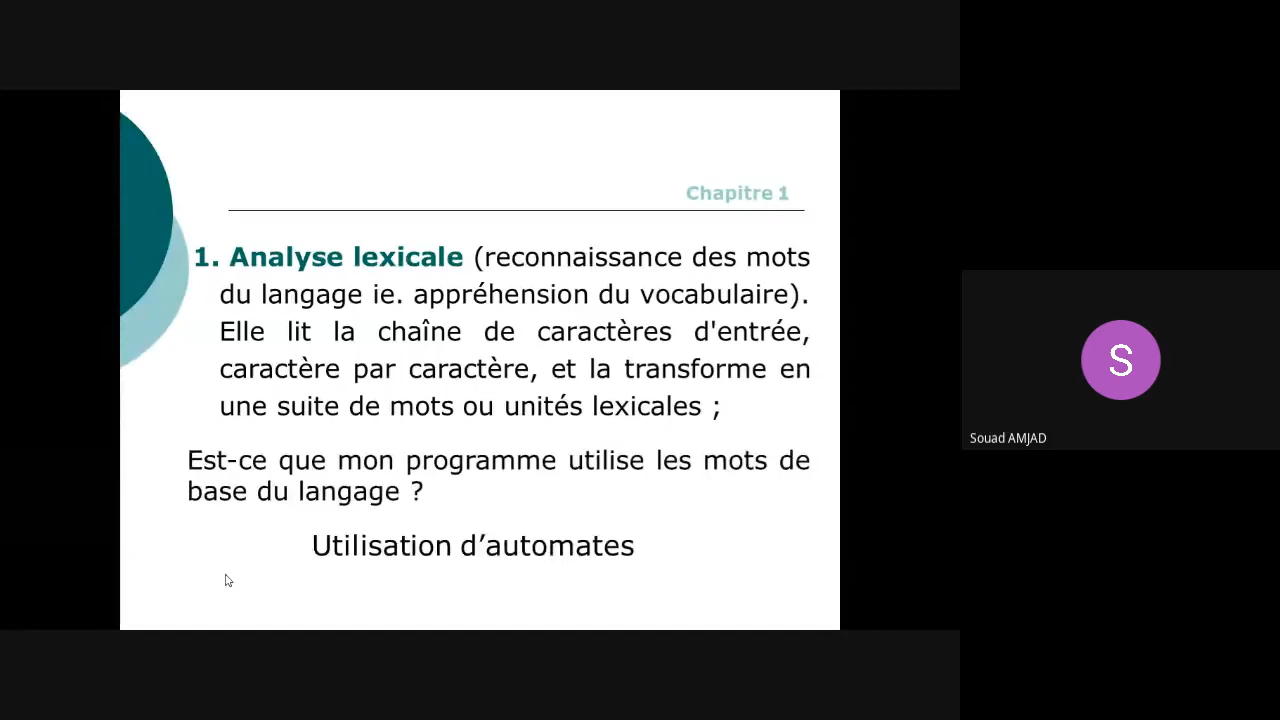 Chapitre 1
1. Analyse lexicale (reconnaissance des mots
du langage ie. appréhension du vocabulaire).
Elle lit la chaîne de caractères d'entrée,
caractère par caractère, et la transforme en
une suite de mots ou unités lexicales ;
Est-ce que mon programme utilise les mots de
base du langage ?
Utilisation d’automates
S
Souad AMJAD